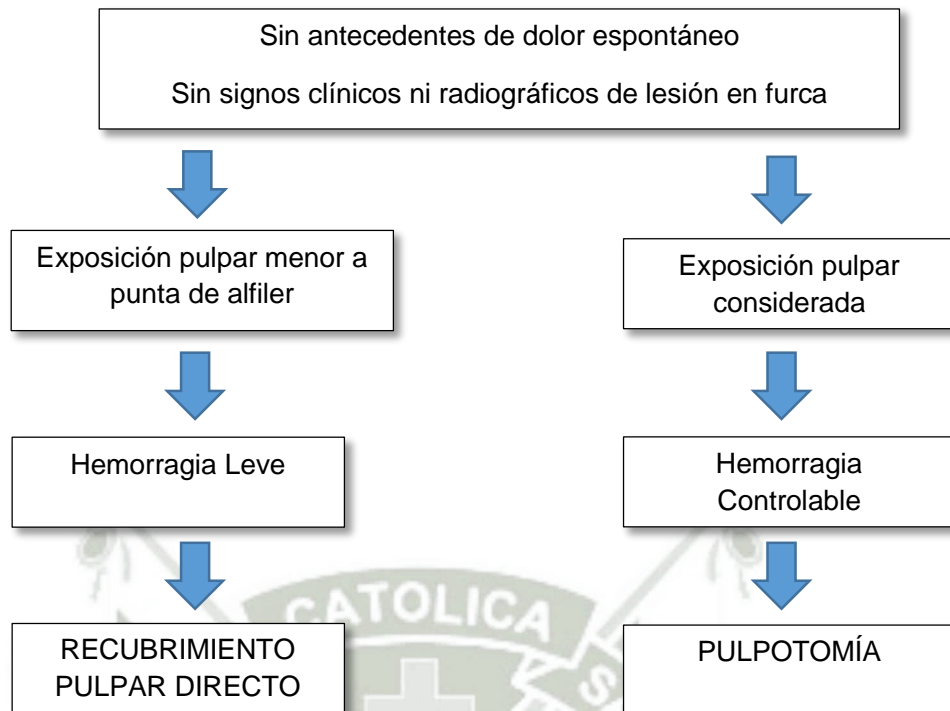 Sin antecedentes de dolor espontáneo
Sin signos clínicos ni radiográficos de lesión en furca
Exposición pulpar menor a
punta de alfiler
Exposición pulpar
considerada
Hemorragia Leve
Hemorragia
Controlable
RECUBRIMIENTO
PULPAR DIRECTO
PULPOTOMÍA
CATOLICA
S